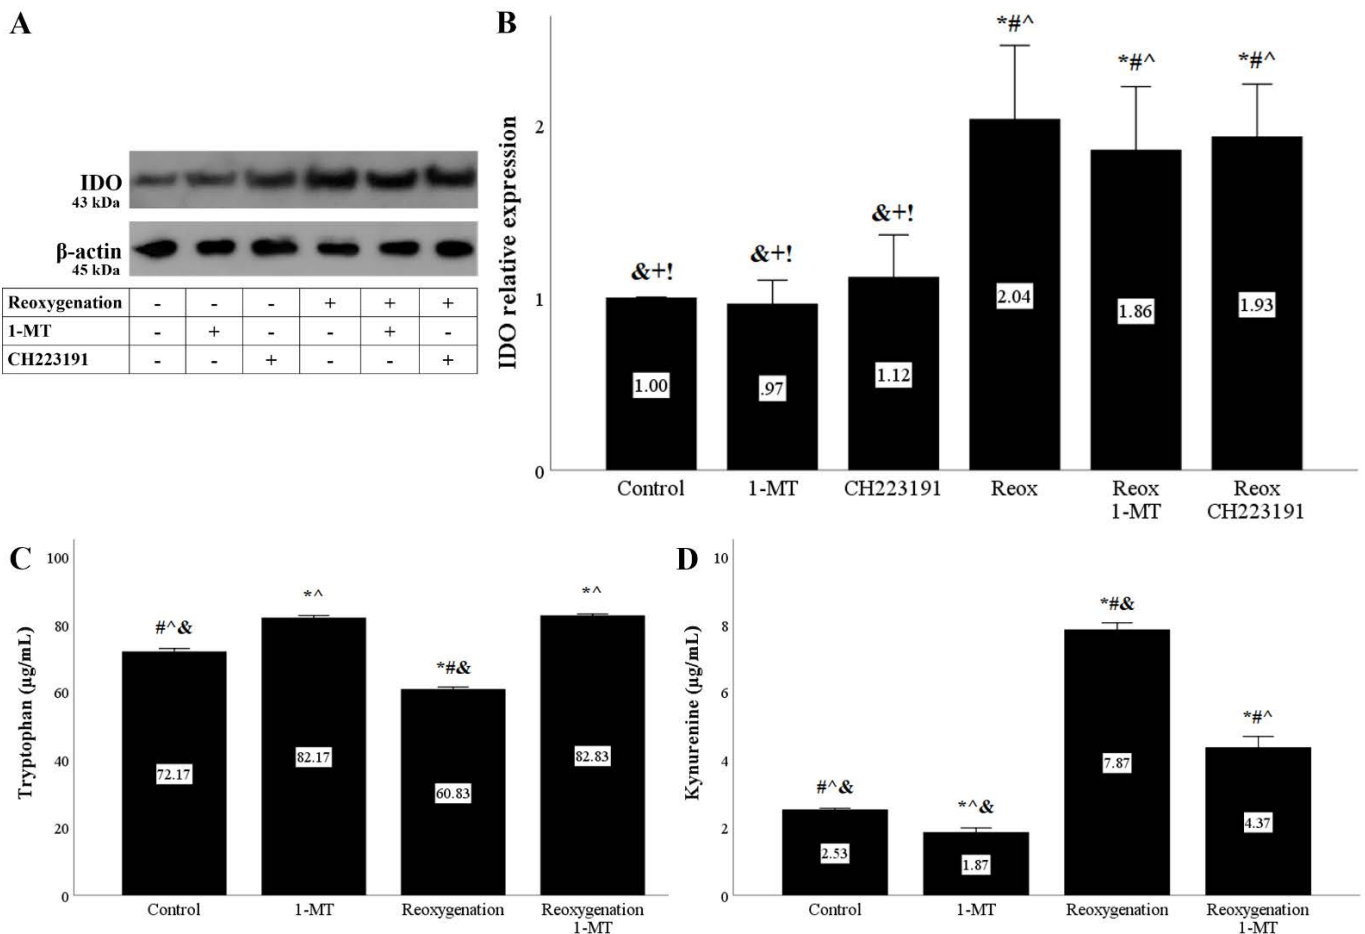 A
IDO
43 kDa
β-actin
45 kDa
Reoxygenation - - - + + +
1-MT - + - - + -
CH223191 - - + - - +
B
IDO relative expression
2
1
0
&+!
&+!
&+!
*#^
*#^
*#^
1.00
.97
1.12
2.04
1.86
1.93
Control
1-MT
CH223191
Reox
Reox
1-MT
Reox
CH223191
C
Tryptophan (μg/mL)
100
80
60
40
20
0
#^&
*^
*#&
*^
72.17
82.17
60.83
82.83
Control
1-MT
Reoxygenation
Reoxygenation
1-MT
D
Kynurenine (μg/mL)
10
8
6
4
2
0
#^&
*^&
*#&
*#^
2.53
1.87
7.87
4.37
Control
1-MT
Reoxygenation
Reoxygenation
1-MT